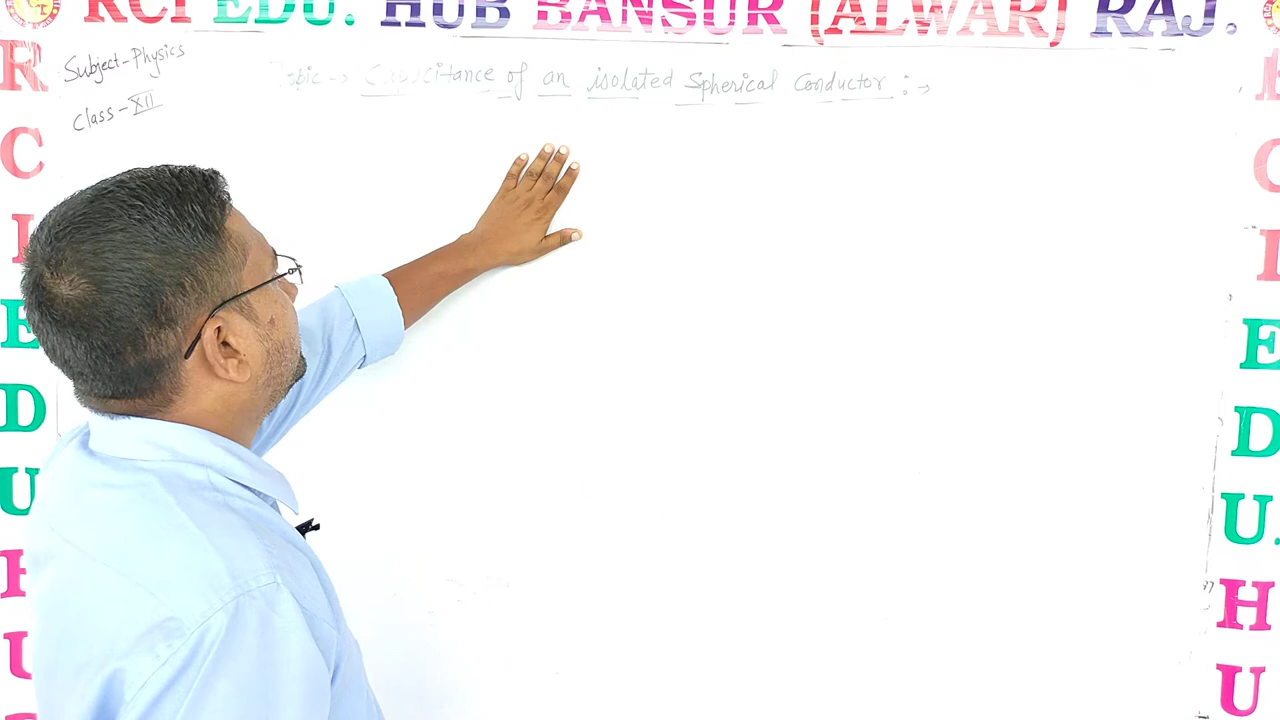 RCI EDU. HUB BANSUR (ALWAR) RAJ.
Subject-Physics
Class-XII
Topic → Capacitance of an isolated Spherical Conductor :→
R
C
I
E
D
U
H
U
R
C
I
E
D
U.
H
U